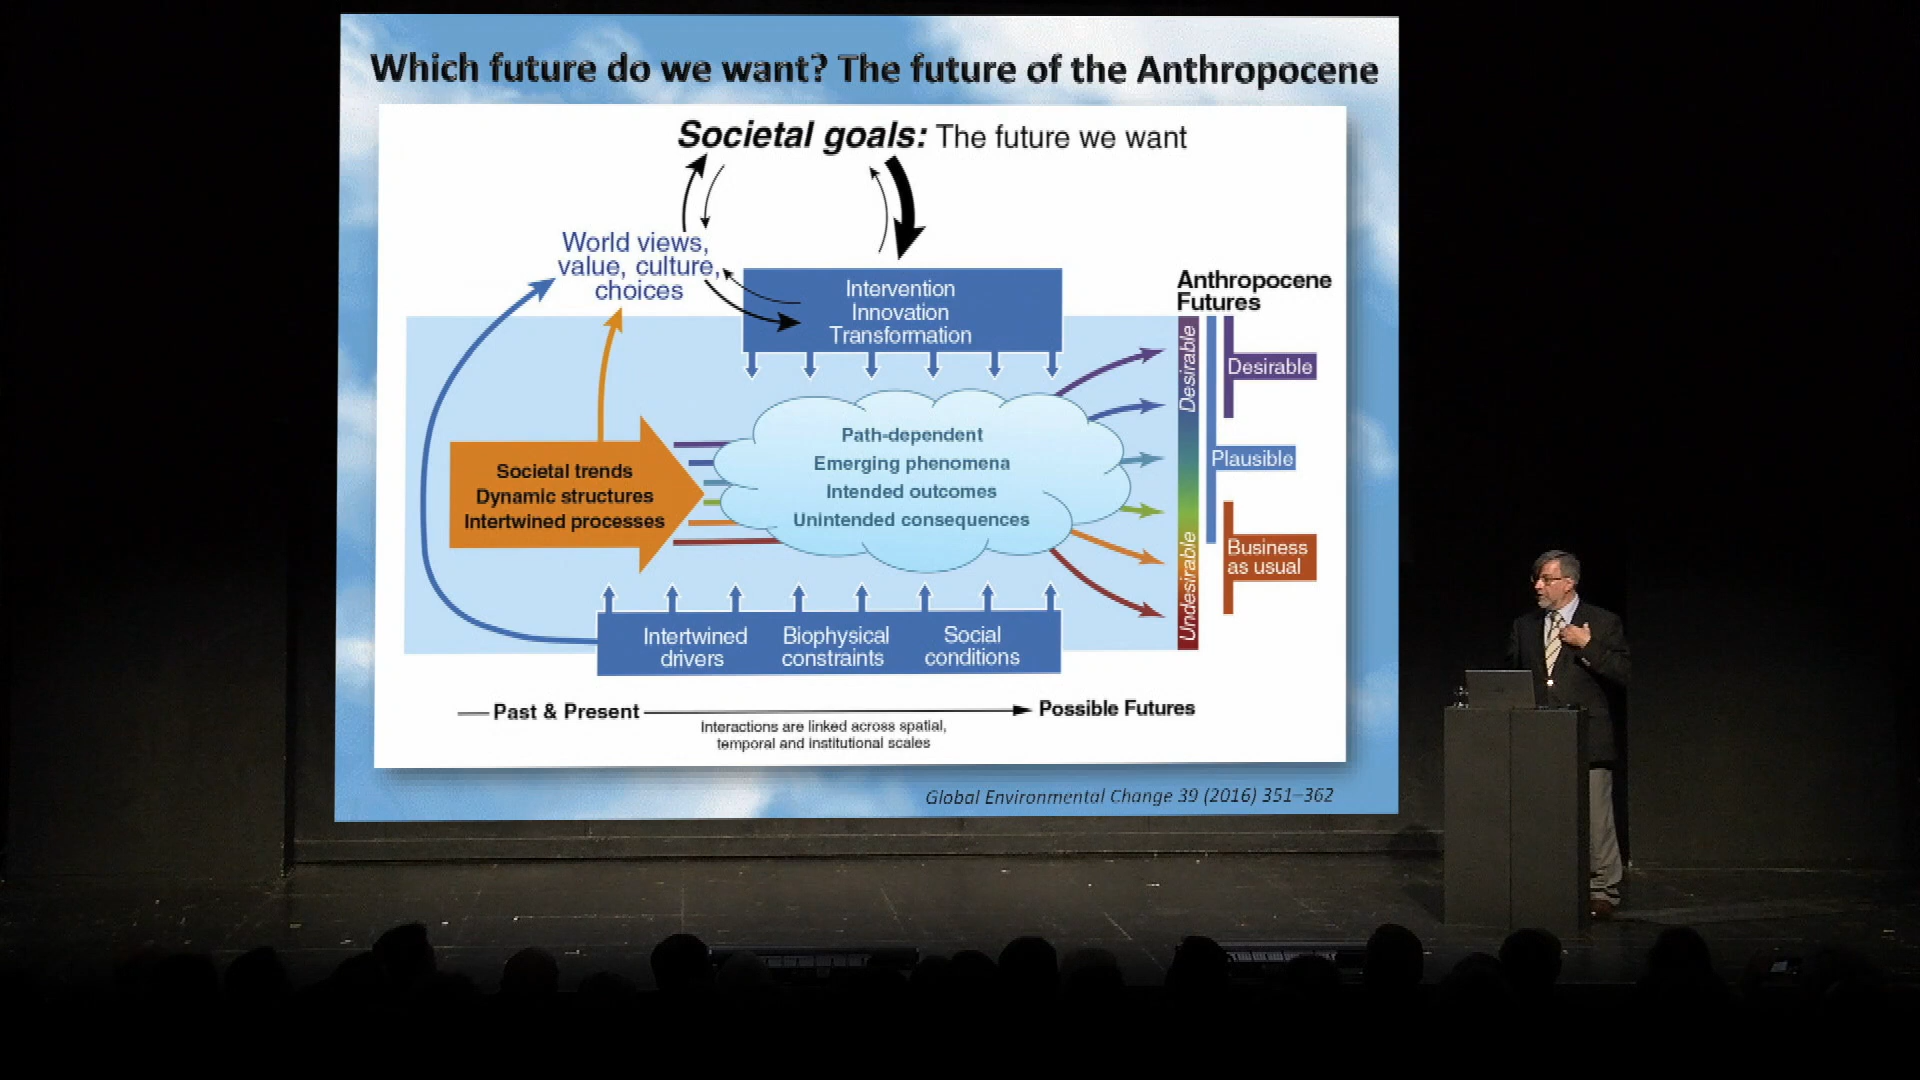 Which future do we want? The future of the Anthropocene
Societal goals: The future we want
World views,
value, culture,
choices
Intervention
Innovation
Transformation
Anthropocene
Futures
Desirable
Undesirable
Desirable
Plausible
Business
as usual
Societal trends
Dynamic structures
Intertwined processes
Path-dependent
Emerging phenomena
Intended outcomes
Unintended consequences
Intertwined
drivers
Biophysical
constraints
Social
conditions
Past & Present
Possible Futures
Interactions are linked across spatial,
temporal and institutional scales
Global Environmental Change 39 (2016) 351–362